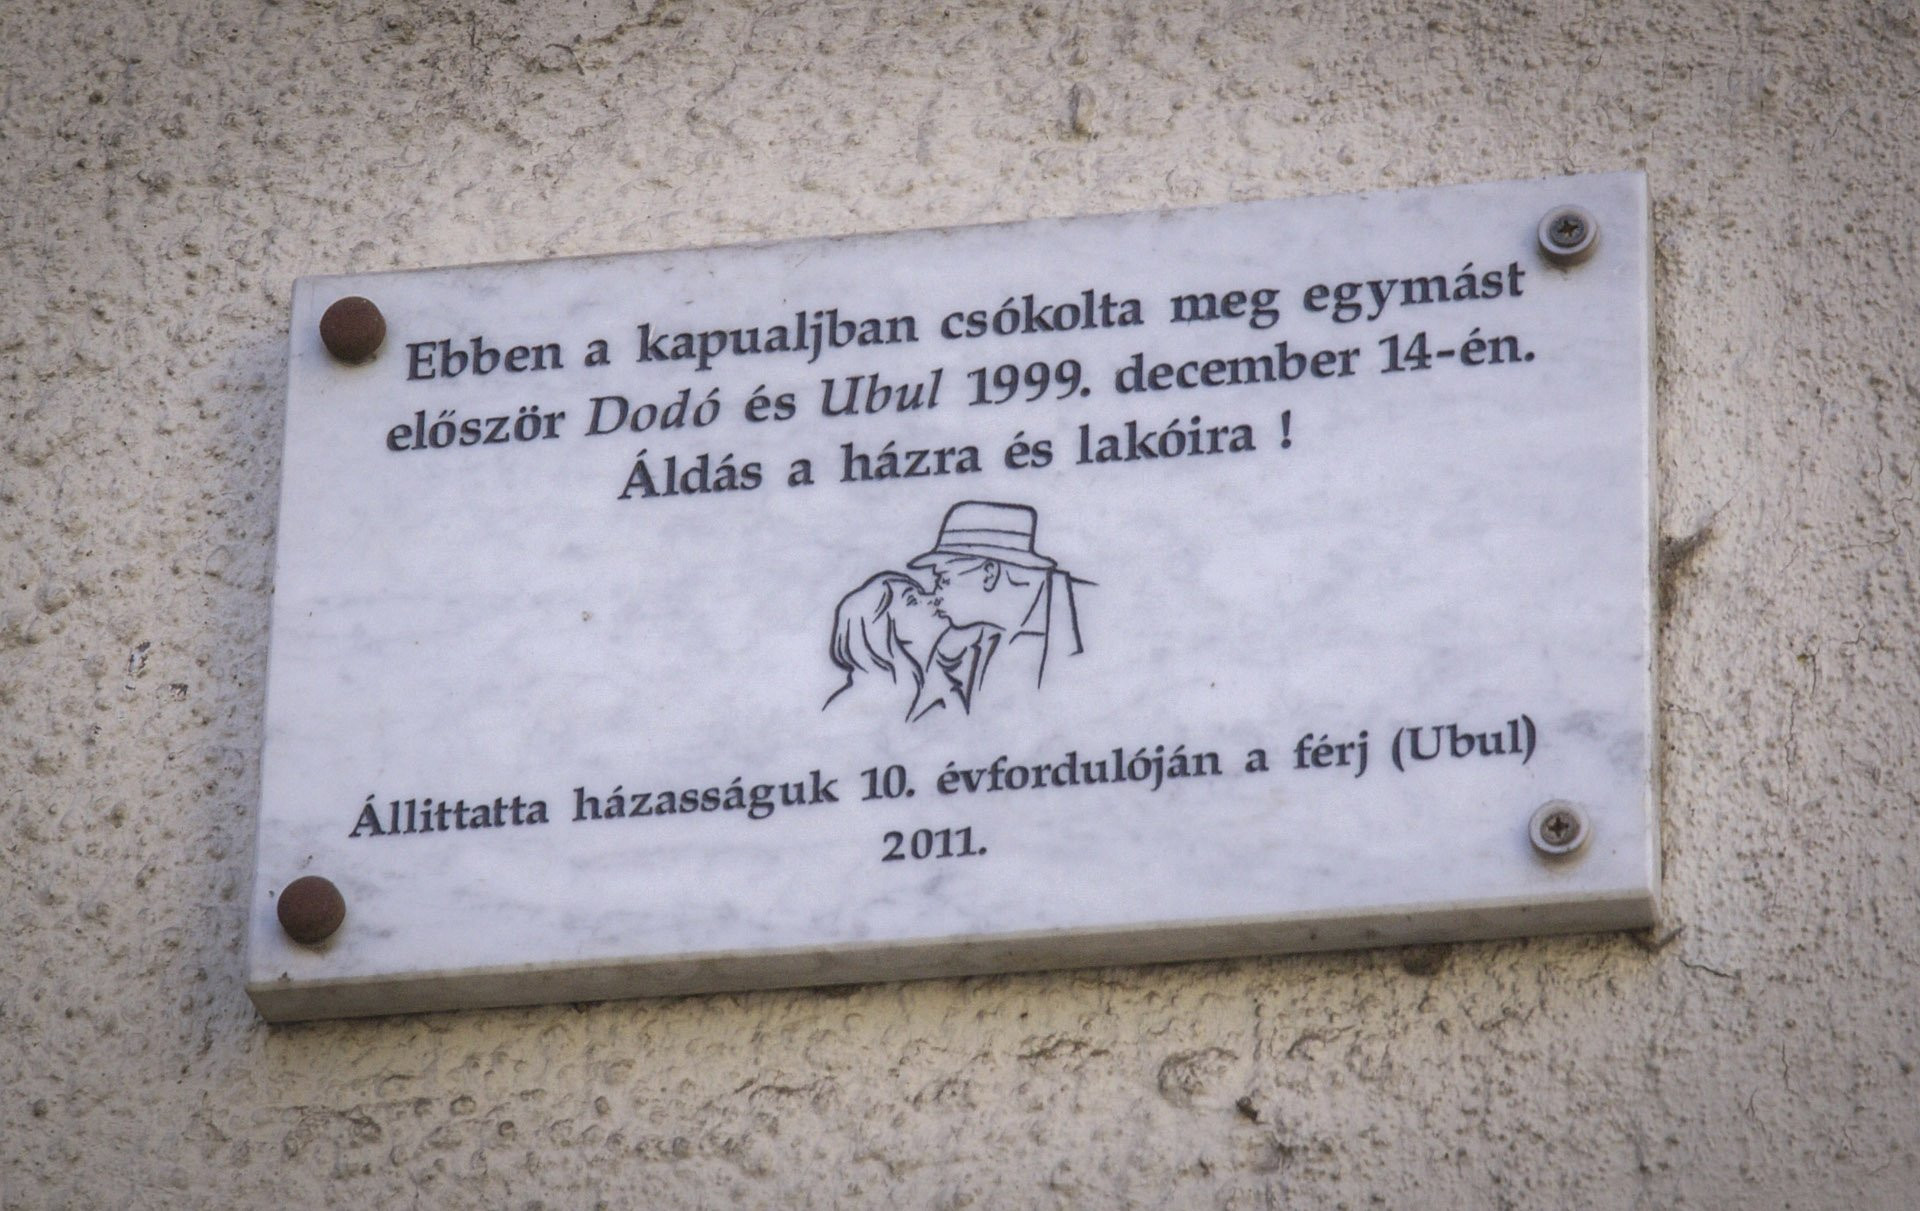 Ebben a kapualjban csókolta meg egymást
először Dodó és Ubul 1999. december 14-én.
Áldás a házra és lakóira !
Állittatta házasságuk 10. évfordulóján a férj (Ubul)
2011.